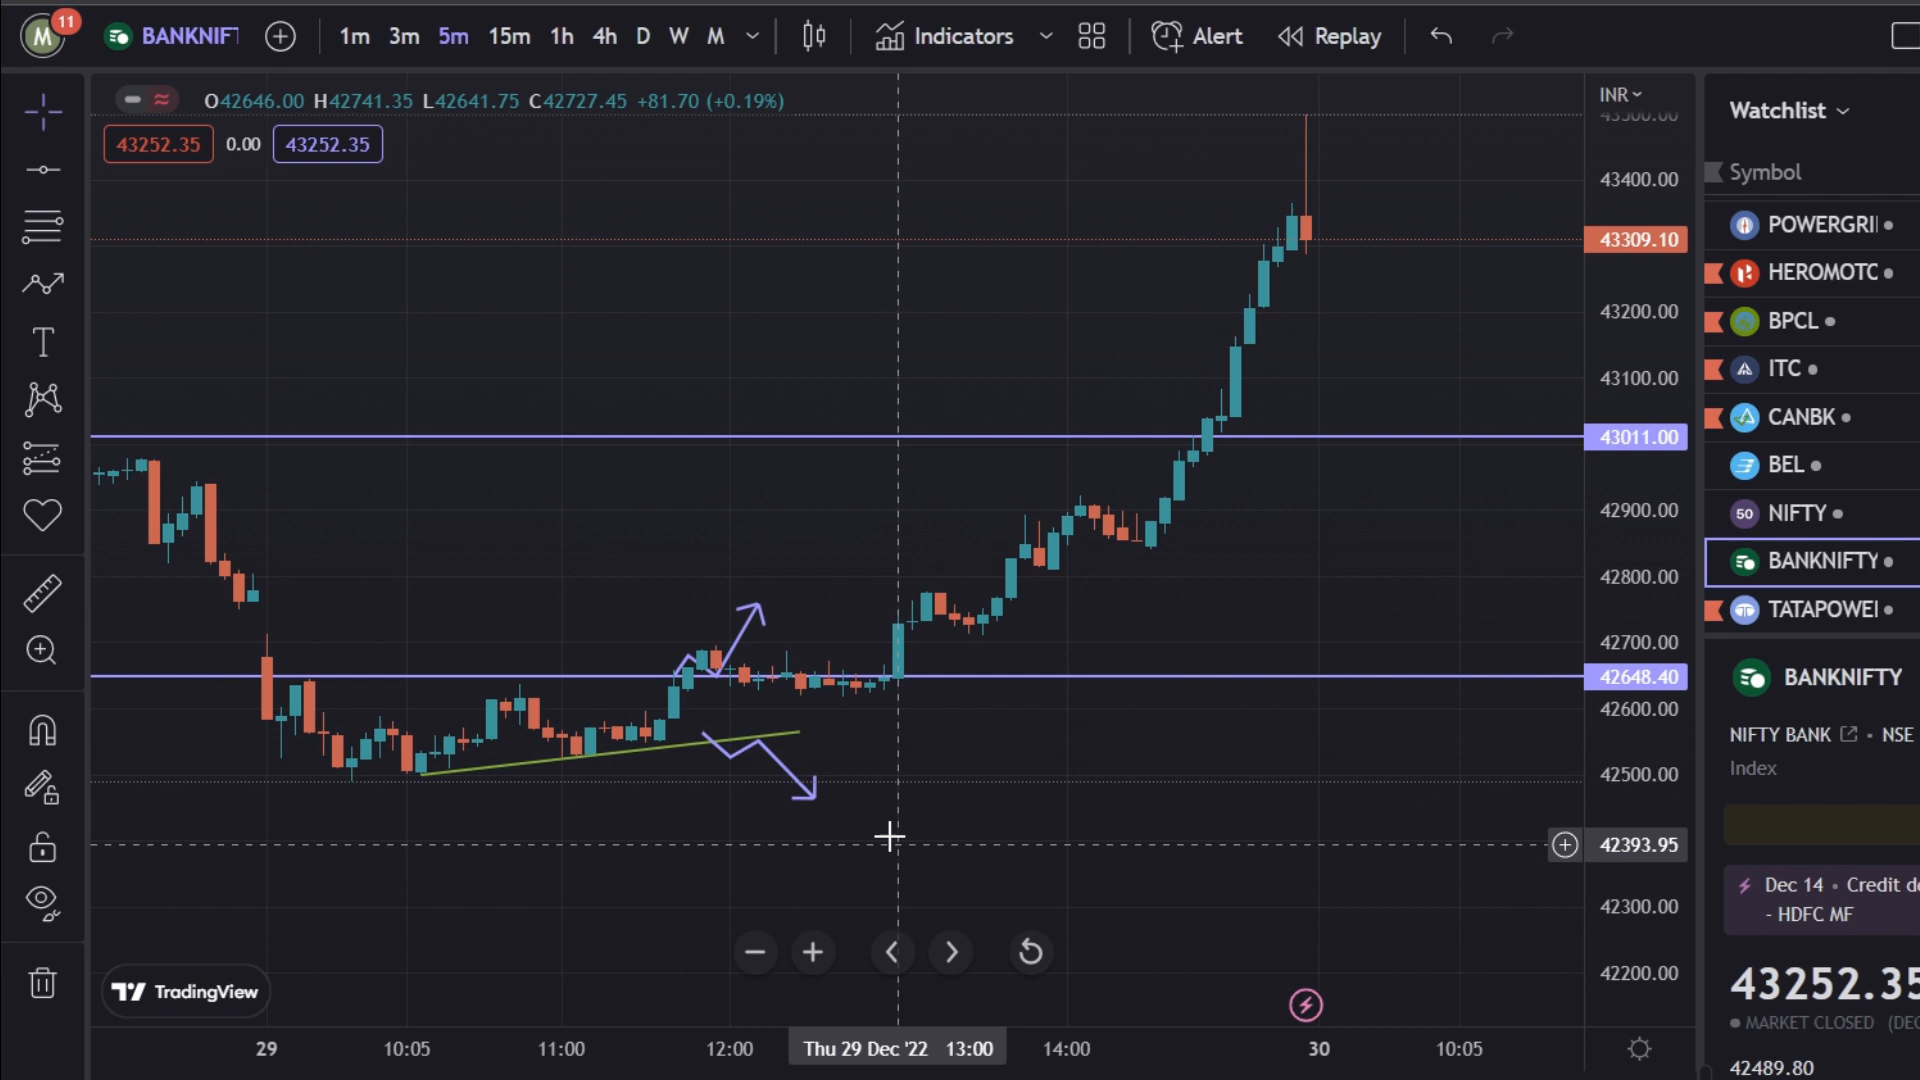 M 11 BANKNIFT 1m 3m 5m 15m 1h 4h D W M Indicators Alert Replay
O42646.00 H42741.35 L42641.75 C42727.45 +81.70 (+0.19%)
43252.35 0.00 43252.35
INR
43500.00
43400.00
43309.10
43200.00
43100.00
43011.00
42900.00
42800.00
42700.00
42648.40
42600.00
42500.00
42393.95
42300.00
42200.00
TradingView
29 10:05 11:00 12:00 Thu 29 Dec '22 13:00 14:00 30 10:05
Watchlist
Symbol
POWERGRI
HEROMOTC
BPCL
ITC
CANBK
BEL
50 NIFTY
BANKNIFTY
TATAPOWE
BANKNIFTY
NIFTY BANK • NSE
Index
Dec 14 • Credit de
- HDFC MF
43252.35
MARKET CLOSED (DEC
42489.80